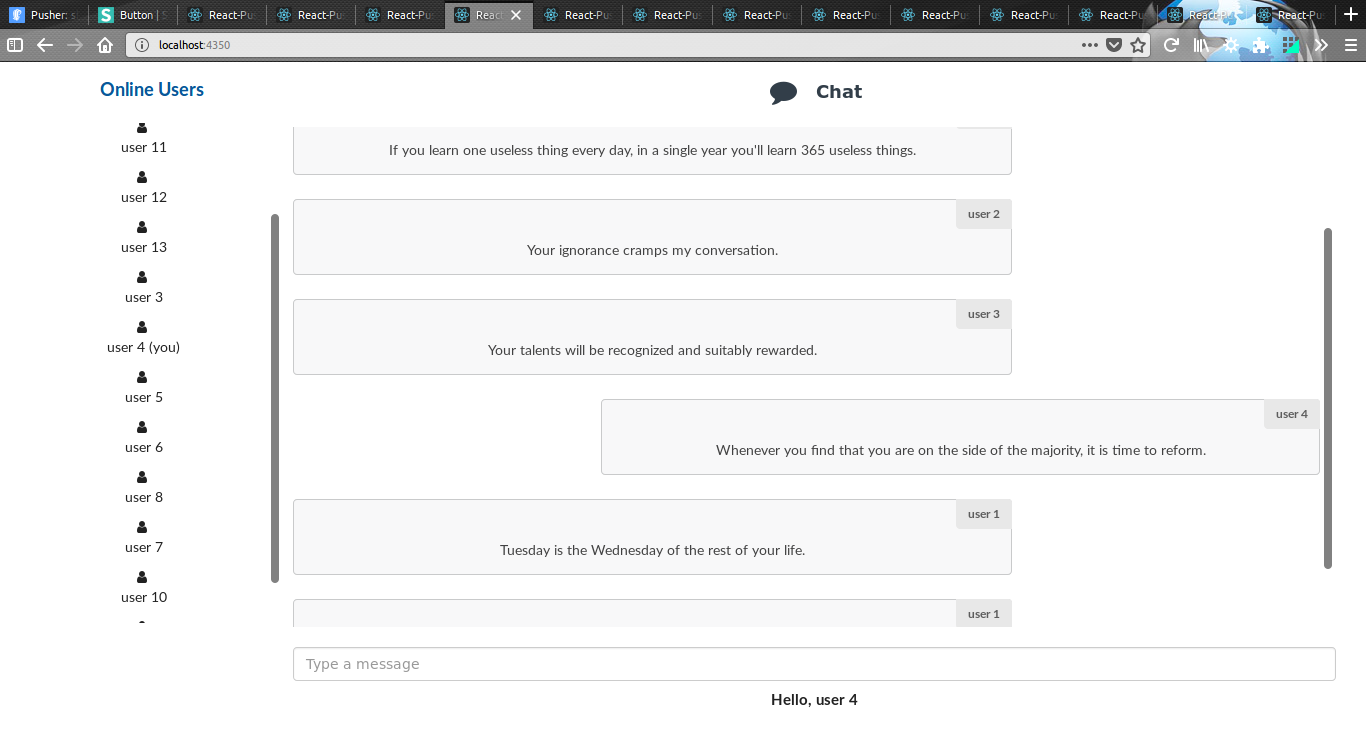 Pusher: s
Button | S
React-Pus
React-Pus
React-Pus
React
React-Pus
React-Pus
React-Pus
React-Pus
React-Pus
React-Pus
React-Pus
React-Pus
React-Pus
localhost:4350
Online Users
Chat
user 11
user 12
user 13
user 3
user 4 (you)
user 5
user 6
user 8
user 7
user 10
If you learn one useless thing every day, in a single year you'll learn 365 useless things.
user 2
Your ignorance cramps my conversation.
user 3
Your talents will be recognized and suitably rewarded.
user 4
Whenever you find that you are on the side of the majority, it is time to reform.
user 1
Tuesday is the Wednesday of the rest of your life.
user 1
Type a message
Hello, user 4